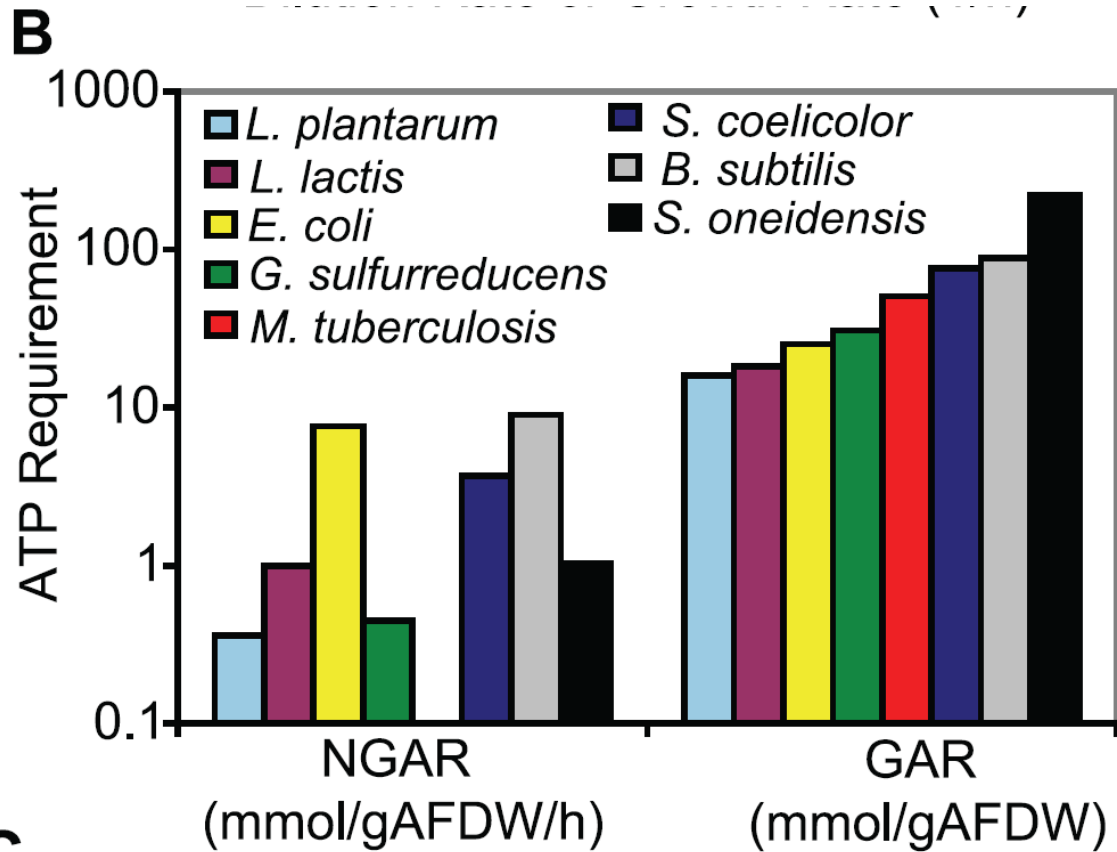 B
1000
100
10
1
0.1
ATP Requirement
L. plantarum
L. lactis
E. coli
G. sulfurreducens
M. tuberculosis
S. coelicolor
B. subtilis
S. oneidensis
NGAR
(mmol/gAFDW/h)
GAR
(mmol/gAFDW)